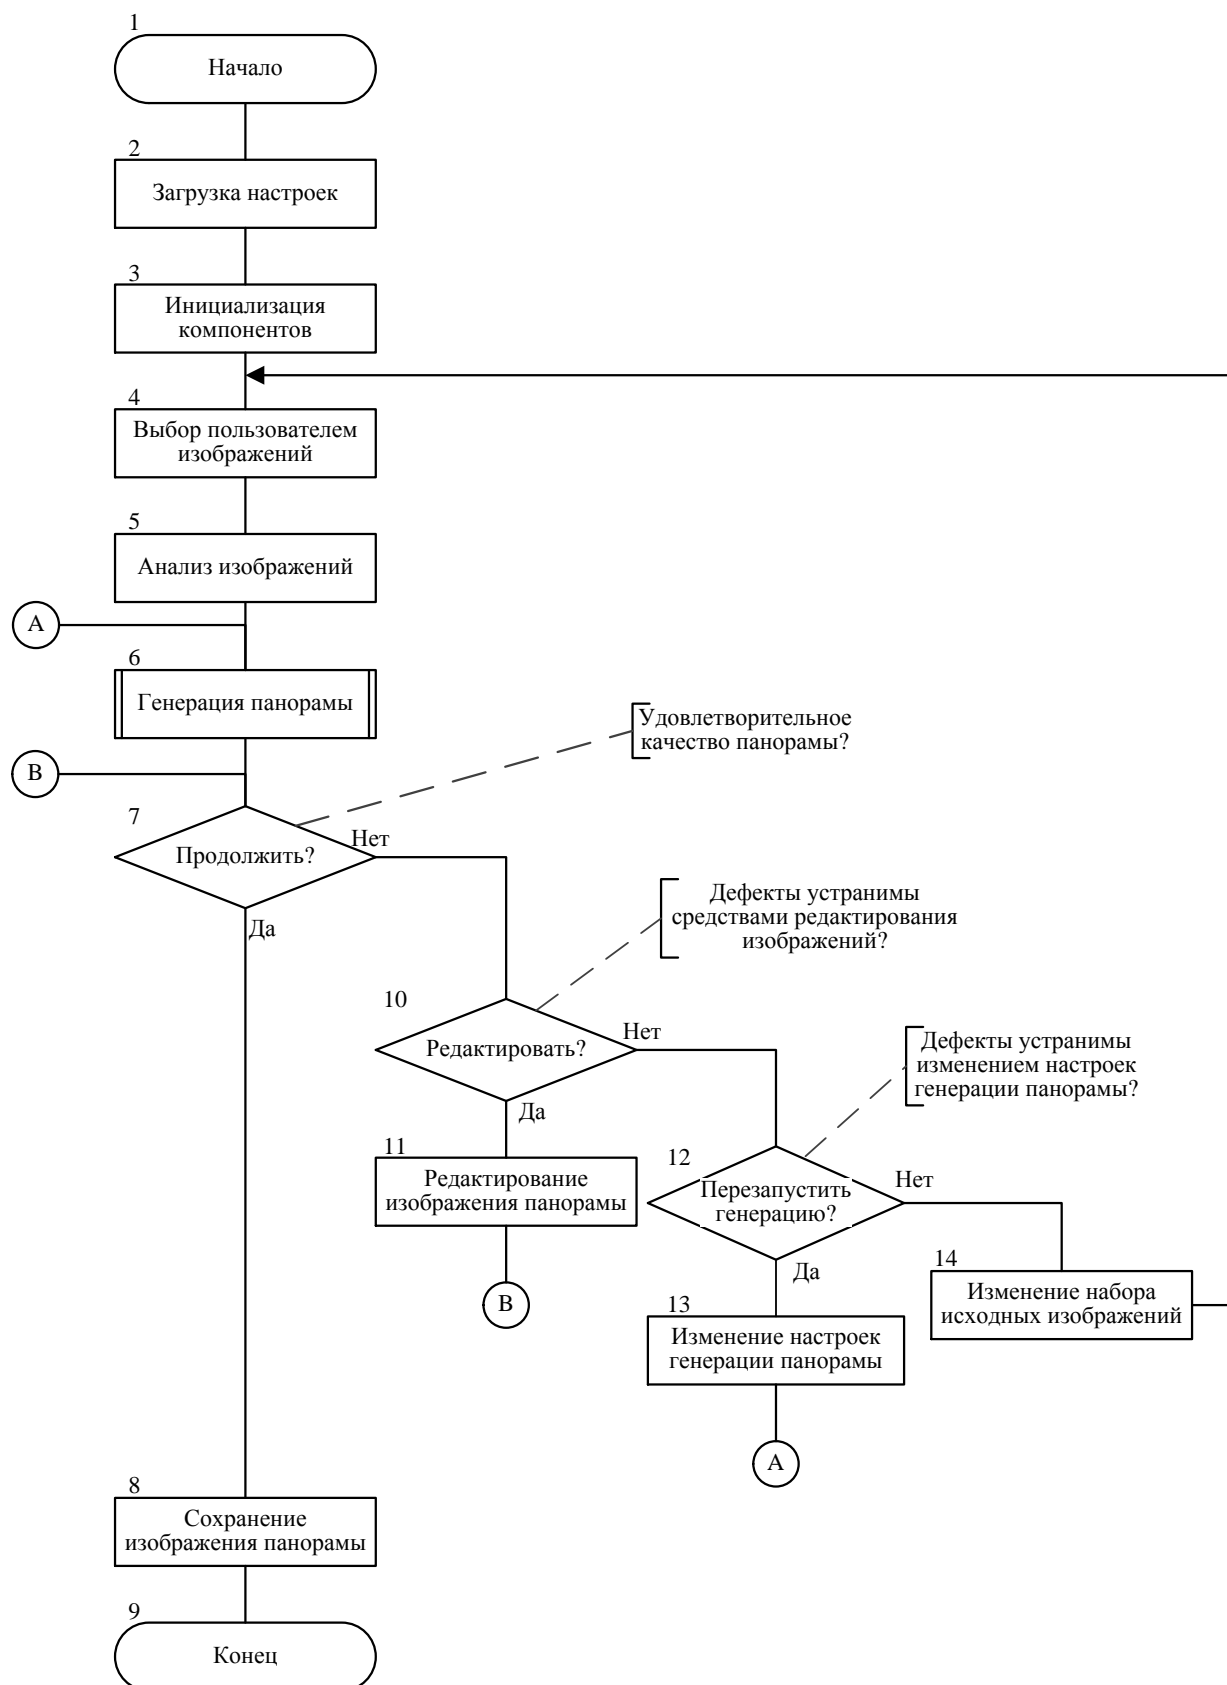 1
Начало
2
Загрузка настроек
3
Инициализация
компонентов
4
Выбор пользователем
изображений
5
Анализ изображений
A
6
Генерация панорамы
Удовлетворительное
качество панорамы?
B
7
Продолжить?
Нет
Да
Дефекты устранимы
средствами редактирования
изображений?
10
Редактировать?
Нет
Да
Дефекты устранимы
изменением настроек
генерации панорамы?
11
Редактирование
изображения панорамы
B
12
Перезапустить
генерацию?
Нет
Да
13
Изменение настроек
генерации панорамы
A
14
Изменение набора
исходных изображений
8
Сохранение
изображения панорамы
9
Конец